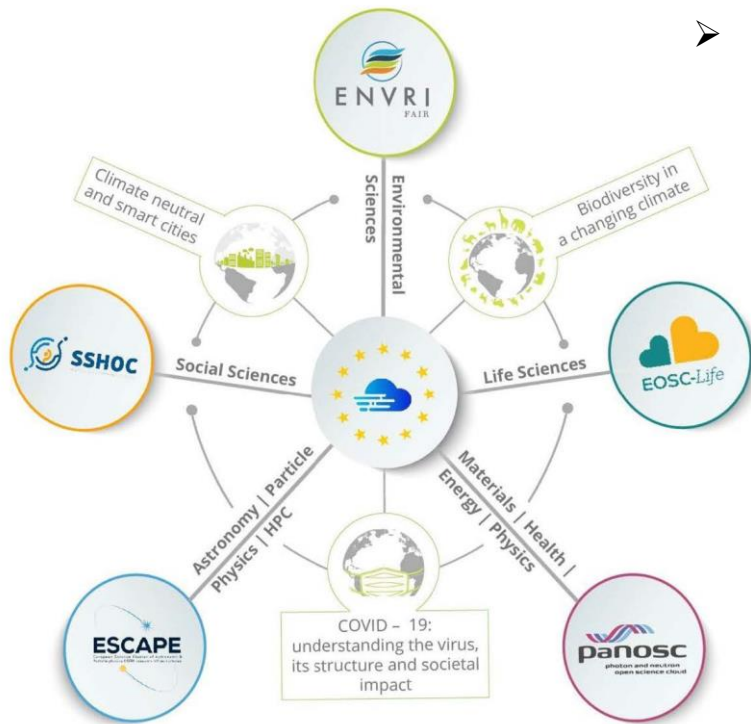 ENVRI
FAIR
Climate neutral
and smart cities
Environmental
Sciences
Biodiversity in
a changing climate
SSHOC
Social Sciences
Life Sciences
EOSC-Life
Astronomy | Particle
Physics | HPC
Materials | Health |
Energy | Physics
ESCAPE
COVID – 19:
understanding the virus,
its structure and societal
impact
panosc
photon and neutron
open science cloud